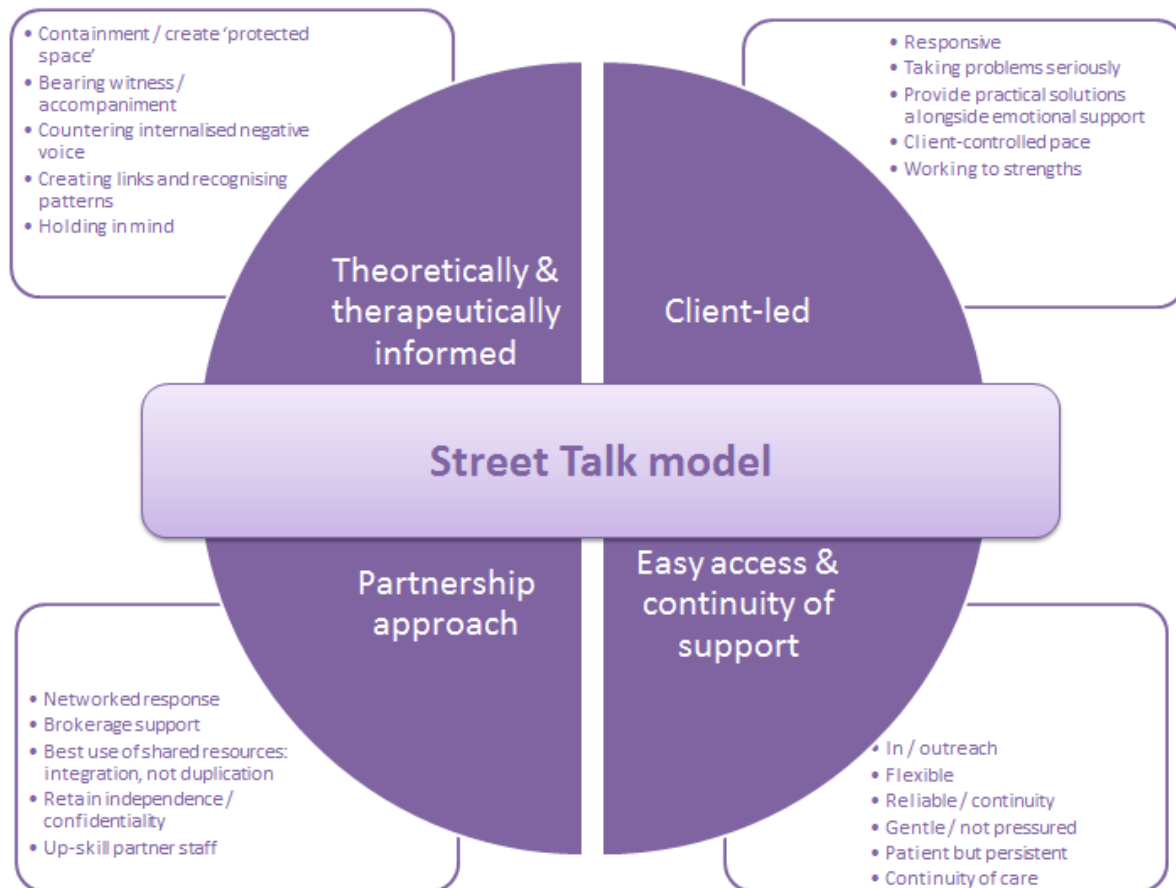 • Containment / create ‘protected
space’
• Bearing witness /
accompaniment
• Countering internalised negative
voice
• Creating links and recognising
patterns
• Holding in mind
• Responsive
• Taking problems seriously
• Provide practical solutions
alongside emotional support
• Client-controlled pace
• Working to strengths
Theoretically &
therapeutically
informed
Client-led
Street Talk model
Partnership
approach
Easy access &
continuity of
support
• Networked response
• Brokerage support
• Best use of shared resources:
integration, not duplication
• Retain independence /
confidentiality
• Up-skill partner staff
• In / outreach
• Flexible
• Reliable / continuity
• Gentle / not pressured
• Patient but persistent
• Continuity of care